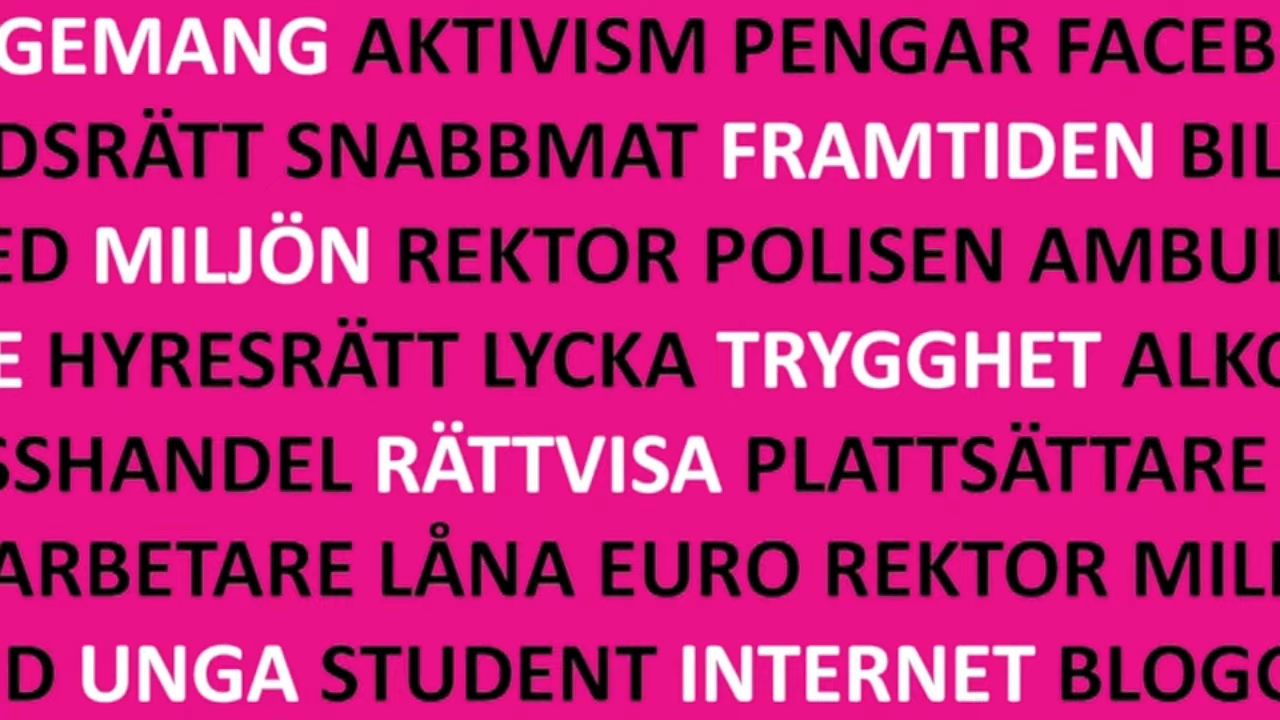 GEMANG AKTIVISM PENGAR FACEB
DSRÄTT SNABBMAT FRAMTIDEN BIL
ED MILJÖN REKTOR POLISEN AMBUL
E HYRESRÄTT LYCKA TRYGGHET ALKO
SSHANDEL RÄTTVISA PLATTSÄTTARE
ARBETARE LÅNA EURO REKTOR MIL
D UNGA STUDENT INTERNET BLOGG